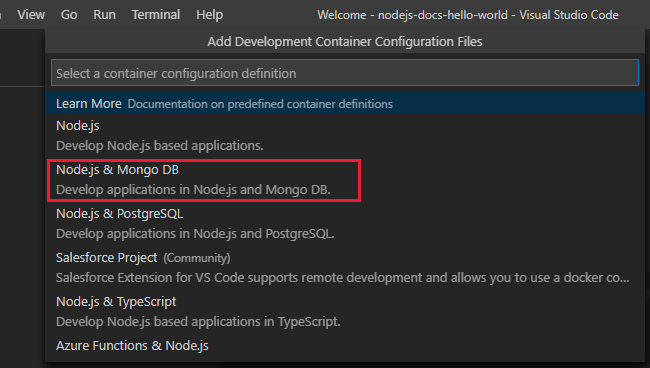 View Go Run Terminal Help Welcome - nodejs-docs-hello-world - Visual Studio Code
Add Development Container Configuration Files
Select a container configuration definition
Learn More Documentation on predefined container definitions
Node.js
Develop Node.js based applications.
Node.js & Mongo DB
Develop applications in Node.js and Mongo DB.
Node.js & PostgreSQL
Develop applications in Node.js and PostgreSQL.
Salesforce Project (Community)
Salesforce Extension for VS Code supports remote development and allows you to use a docker co...
Node.js & TypeScript
Develop Node.js based applications in TypeScript.
Azure Functions & Node.js